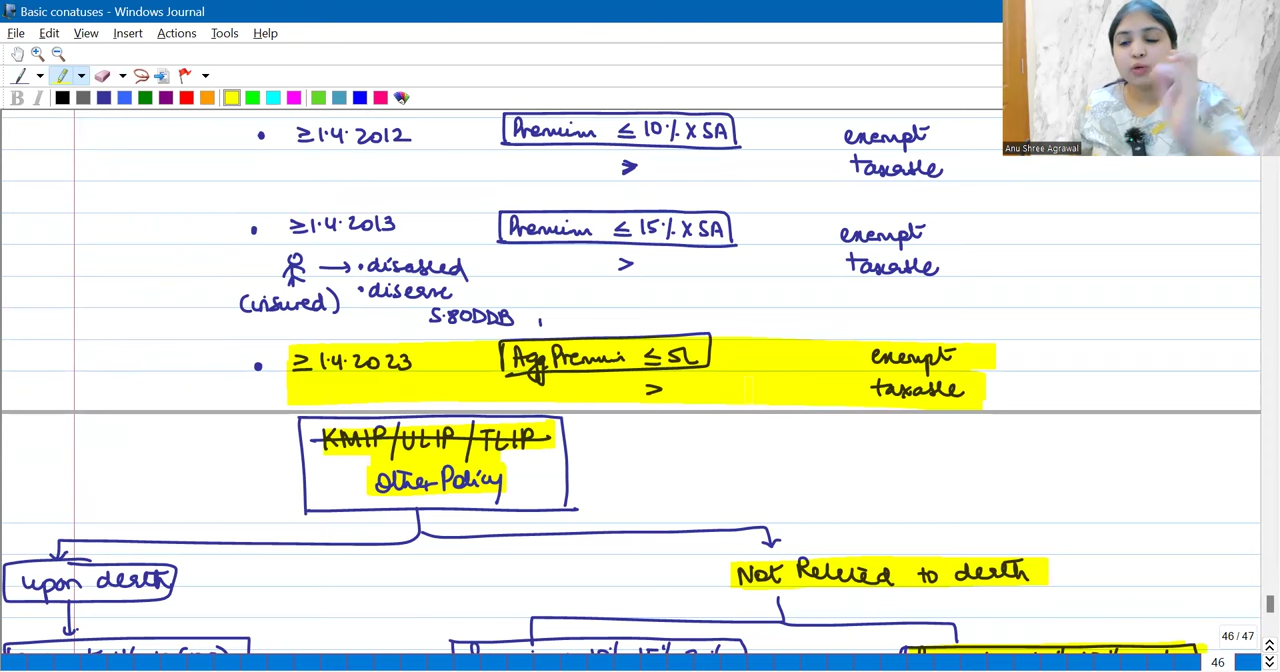 Basic conatuses - Windows Journal
File Edit View Insert Actions Tools Help
B I
Anu Shree Agrawal
• ≥1.4.2012 Premium ≤ 10% X SA exempt
> taxable
• ≥1.4.2013 Premium ≤ 15% X SA exempt
→ • disabled > taxable
(insured) • disease
S.80DDB
• ≥ 1.4.2023 Agg Premi ≤ 5L exempt
> taxable
KMIP/ULIP/TLIP
Other Policy
upon death
Not Related to death
46 / 47
46